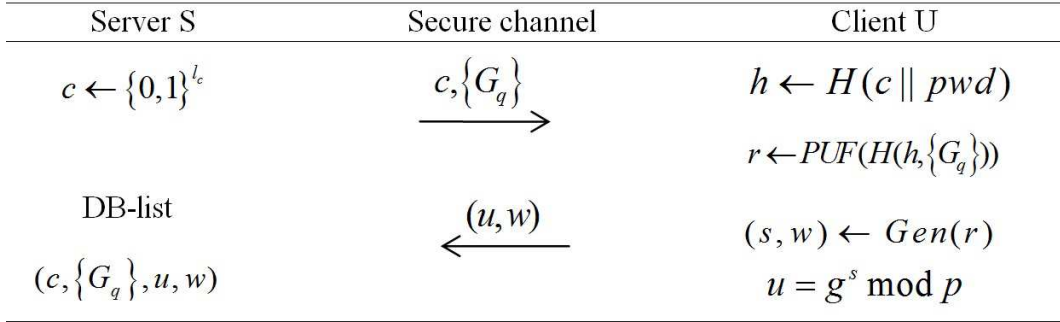 Server S Secure channel Client U
c ← {0,1}^{l_c} c,{G_q} h ← H(c || pwd)
r ← PUF(H(h,{G_q}))
DB-list (u,w) (s,w) ← Gen(r)
(c,{G_q},u,w) u = g^s mod p